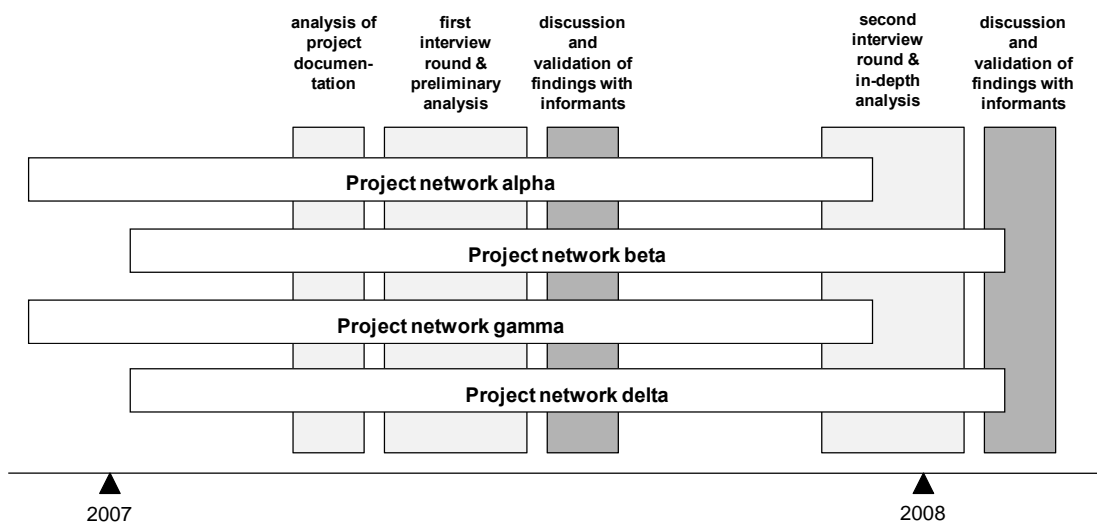 analysis of
project
documen-
tation
first
interview
round &
preliminary
analysis
discussion
and
validation of
findings with
informants
second
interview
round &
in-depth
analysis
discussion
and
validation of
findings with
informants
Project network alpha
Project network beta
Project network gamma
Project network delta
2007
2008